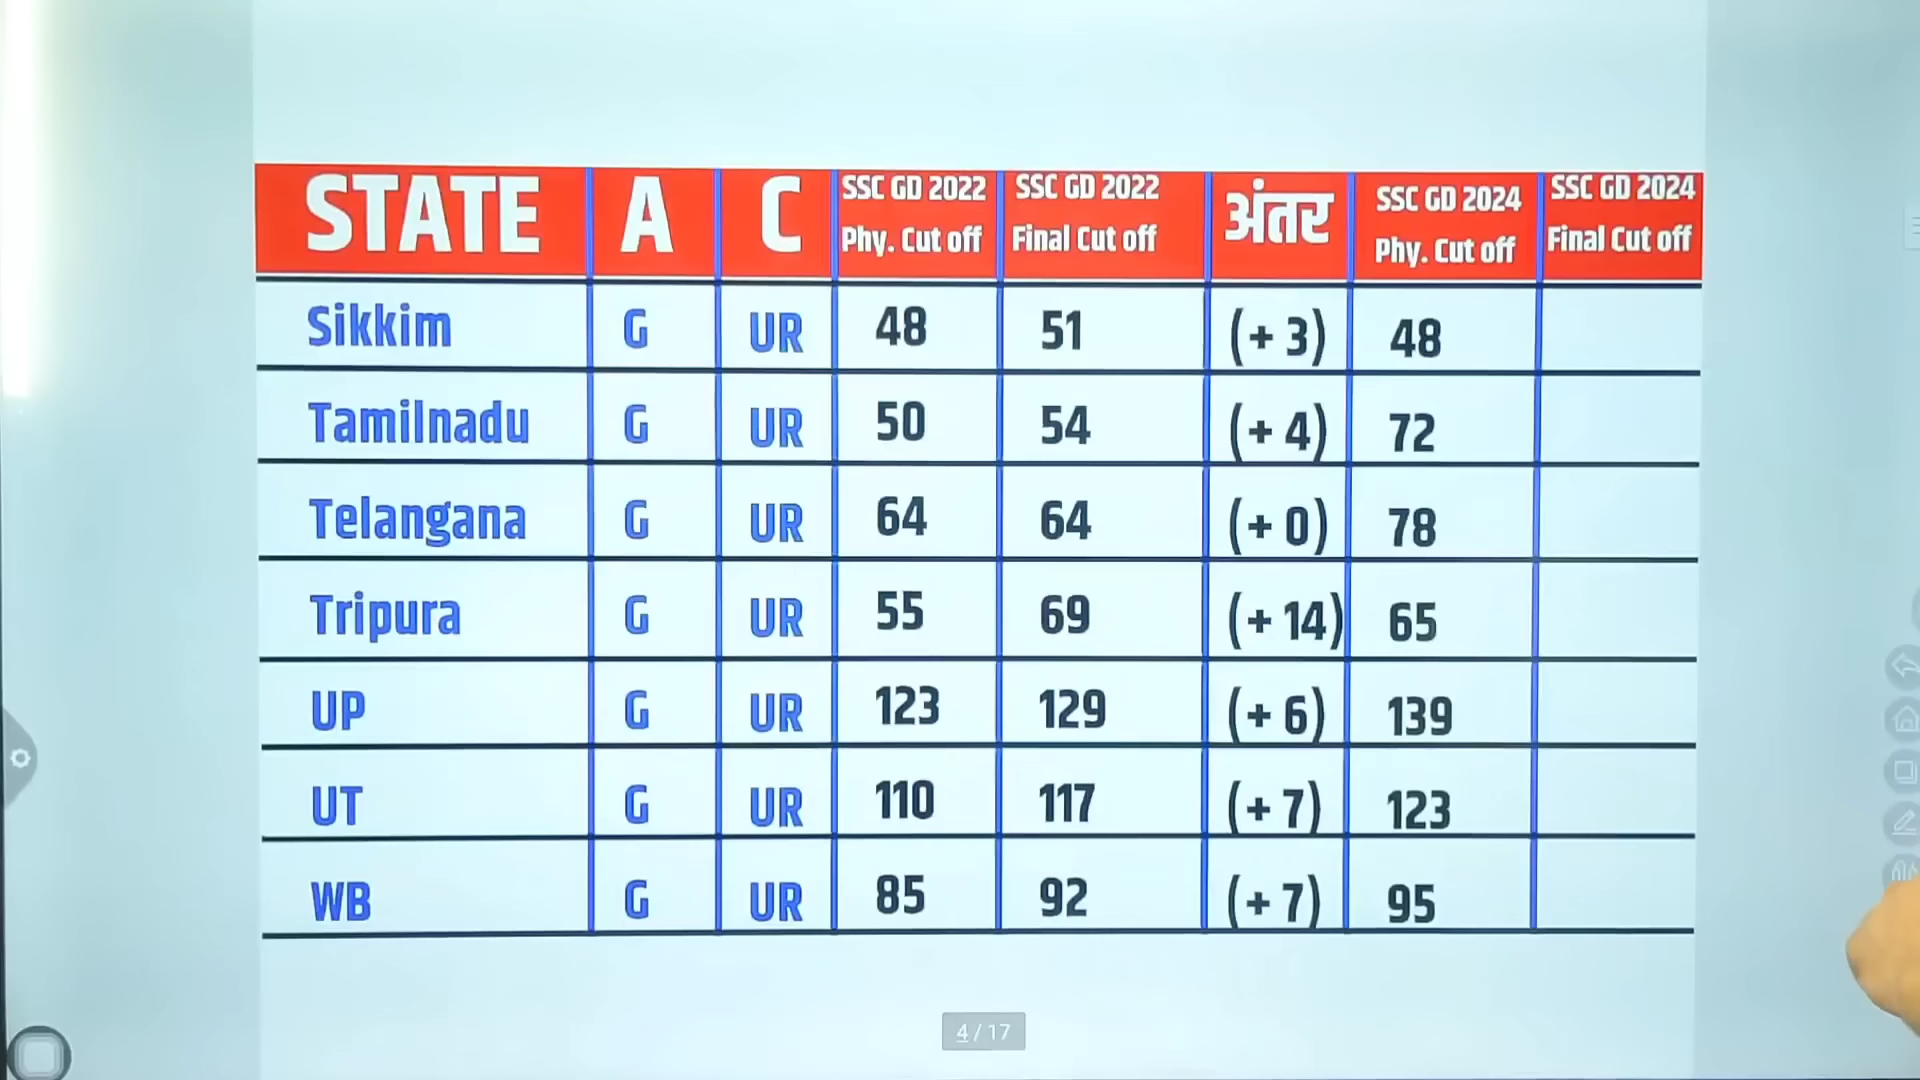 STATE A C SSC GD 2022 Phy. Cut off SSC GD 2022 Final Cut off अंतर SSC GD 2024 Phy. Cut off SSC GD 2024 Final Cut off
Sikkim G UR 48 51 (+ 3) 48
Tamilnadu G UR 50 54 (+ 4) 72
Telangana G UR 64 64 (+ 0) 78
Tripura G UR 55 69 (+ 14) 65
UP G UR 123 129 (+ 6) 139
UT G UR 110 117 (+ 7) 123
WB G UR 85 92 (+ 7) 95
4 / 17